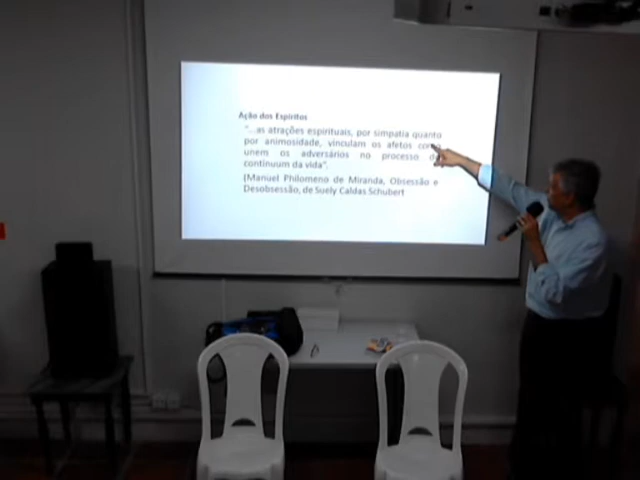 Ação dos Espíritos
"...as atrações espirituais, por simpatia quanto
por animosidade, vinculam os afetos
unem os adversários no processo
continuum da vida".
(Manuel Philomeno de Miranda, Obsessão e
Desobsessão, de Suely Caldas Schubert